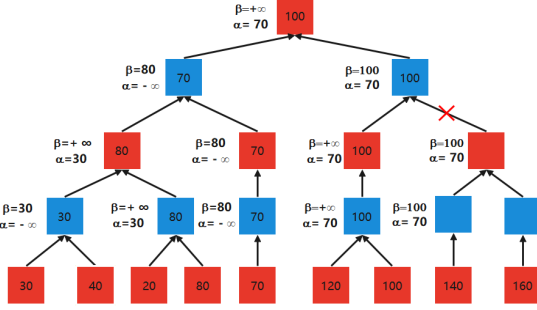 β=+∞
α= 70
100
β=80
α= - ∞
70
β=100
α= 70
100
β=+ ∞
α=30
80
β=80
α= - ∞
70
β=+∞
α= 70
100
β=100
α= 70
β=30
α= - ∞
30
β=+ ∞
α=30
80
β=80
α= - ∞
70
β=+∞
α= 70
100
β=100
α= 70
30
40
20
80
70
120
100
140
160